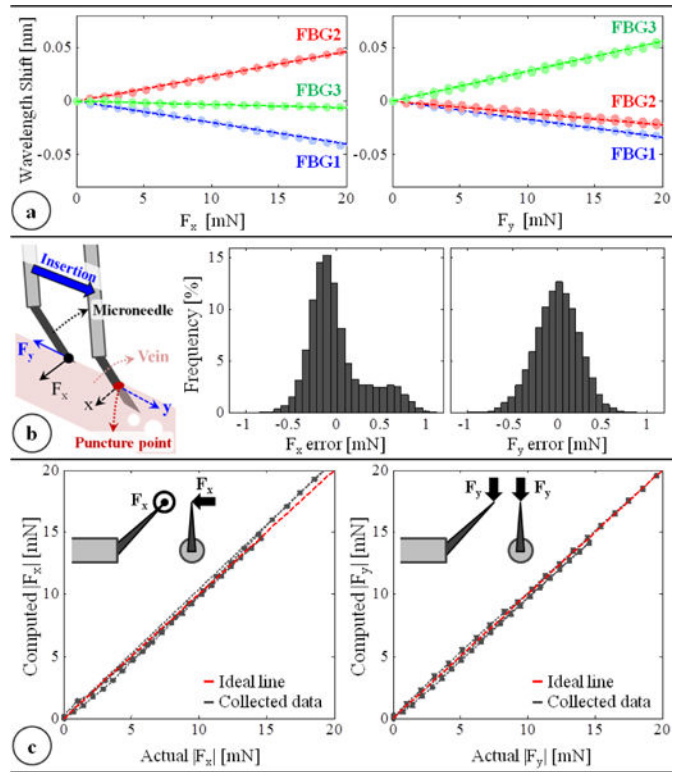 Wavelength Shift [nm]
0.05
0
-0.05
FBG2
FBG3
FBG1
0 5 10 15 20
Fx [mN]
0.05
0
-0.05
FBG3
FBG2
FBG1
0 5 10 15 20
Fy [mN]
a
Insertion
Microneedle
Vein
Fy
Fx
x
y
Puncture point
b
Frequency [%]
15
10
5
0
-1 -0.5 0 0.5 1
Fx error [mN]
15
10
5
0
-1 -0.5 0 0.5 1
Fy error [mN]
Computed |Fx| [mN]
20
15
10
5
0
Fx
Fx
Ideal line
Collected data
0 5 10 15 20
Actual |Fx| [mN]
Computed |Fy| [mN]
20
15
10
5
0
Fy
Fy
Ideal line
Collected data
0 5 10 15 20
Actual |Fy| [mN]
c